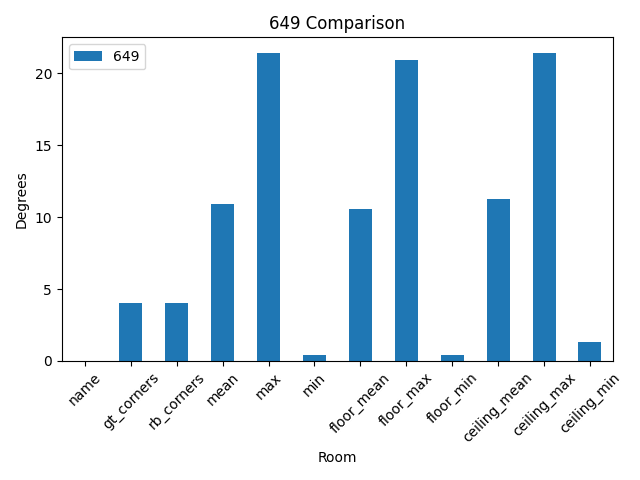 649 Comparison
649
Degrees
20
15
10
5
0
name
gt_corners
rb_corners
mean
max
min
floor_mean
floor_max
floor_min
ceiling_mean
ceiling_max
ceiling_min
Room